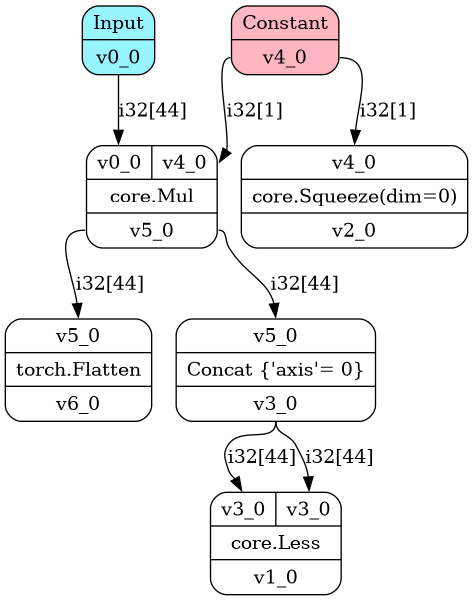 Input
v0_0
Constant
v4_0
i32[44]
i32[1]
i32[1]
v0_0 v4_0
core.Mul
v5_0
v4_0
core.Squeeze(dim=0)
v2_0
i32[44]
i32[44]
v5_0
torch.Flatten
v6_0
v5_0
Concat {'axis'= 0}
v3_0
i32[44]
i32[44]
v3_0 v3_0
core.Less
v1_0